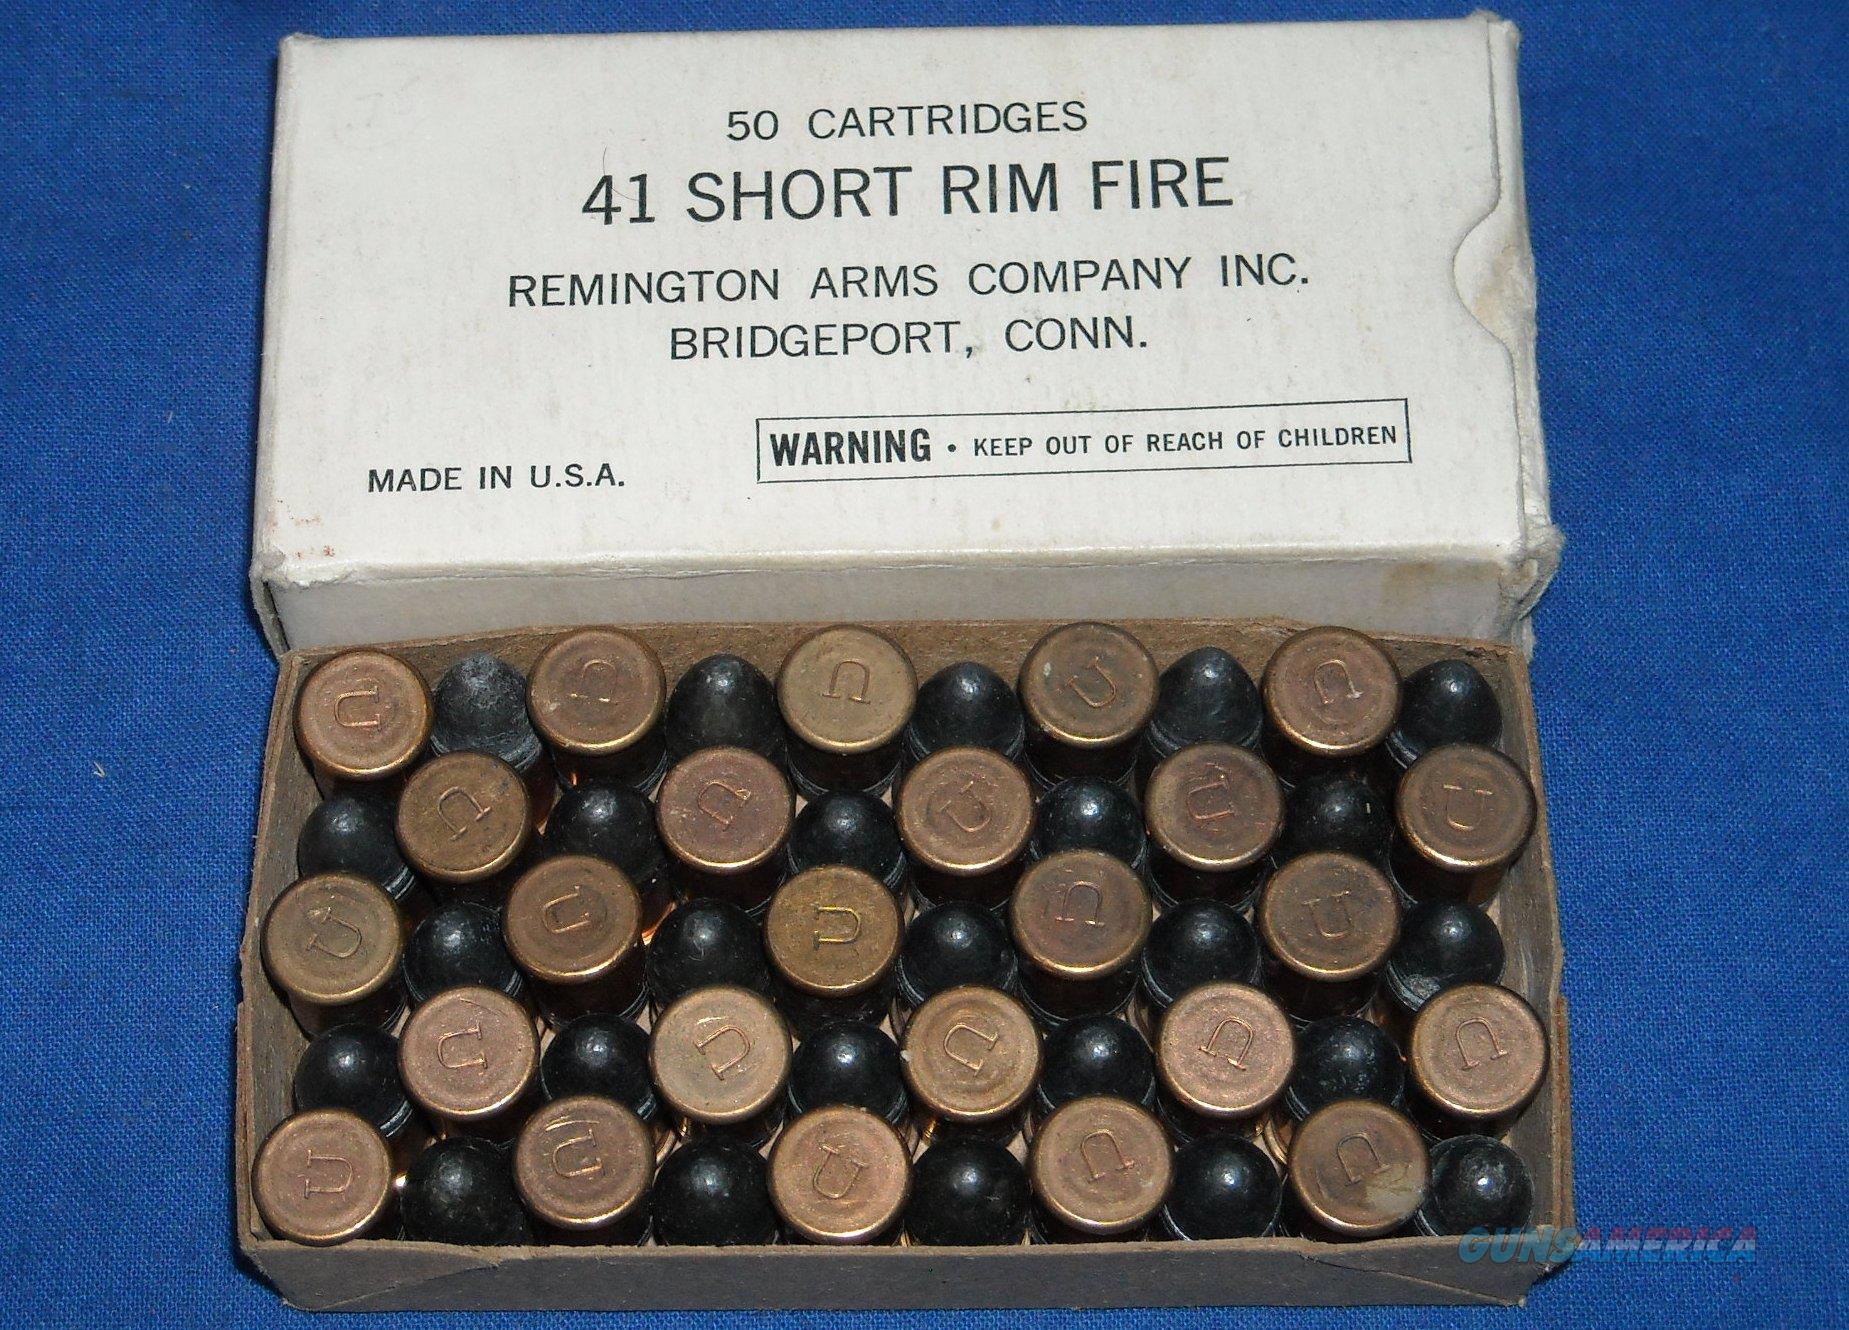 50 CARTRIDGES
41 SHORT RIM FIRE
REMINGTON ARMS COMPANY INC.
BRIDGEPORT, CONN.
WARNING • KEEP OUT OF REACH OF CHILDREN
MADE IN U.S.A.
U U U U U
U U U U U
U U U U U
U U U U U
U U U U U
GUNSAMERICA